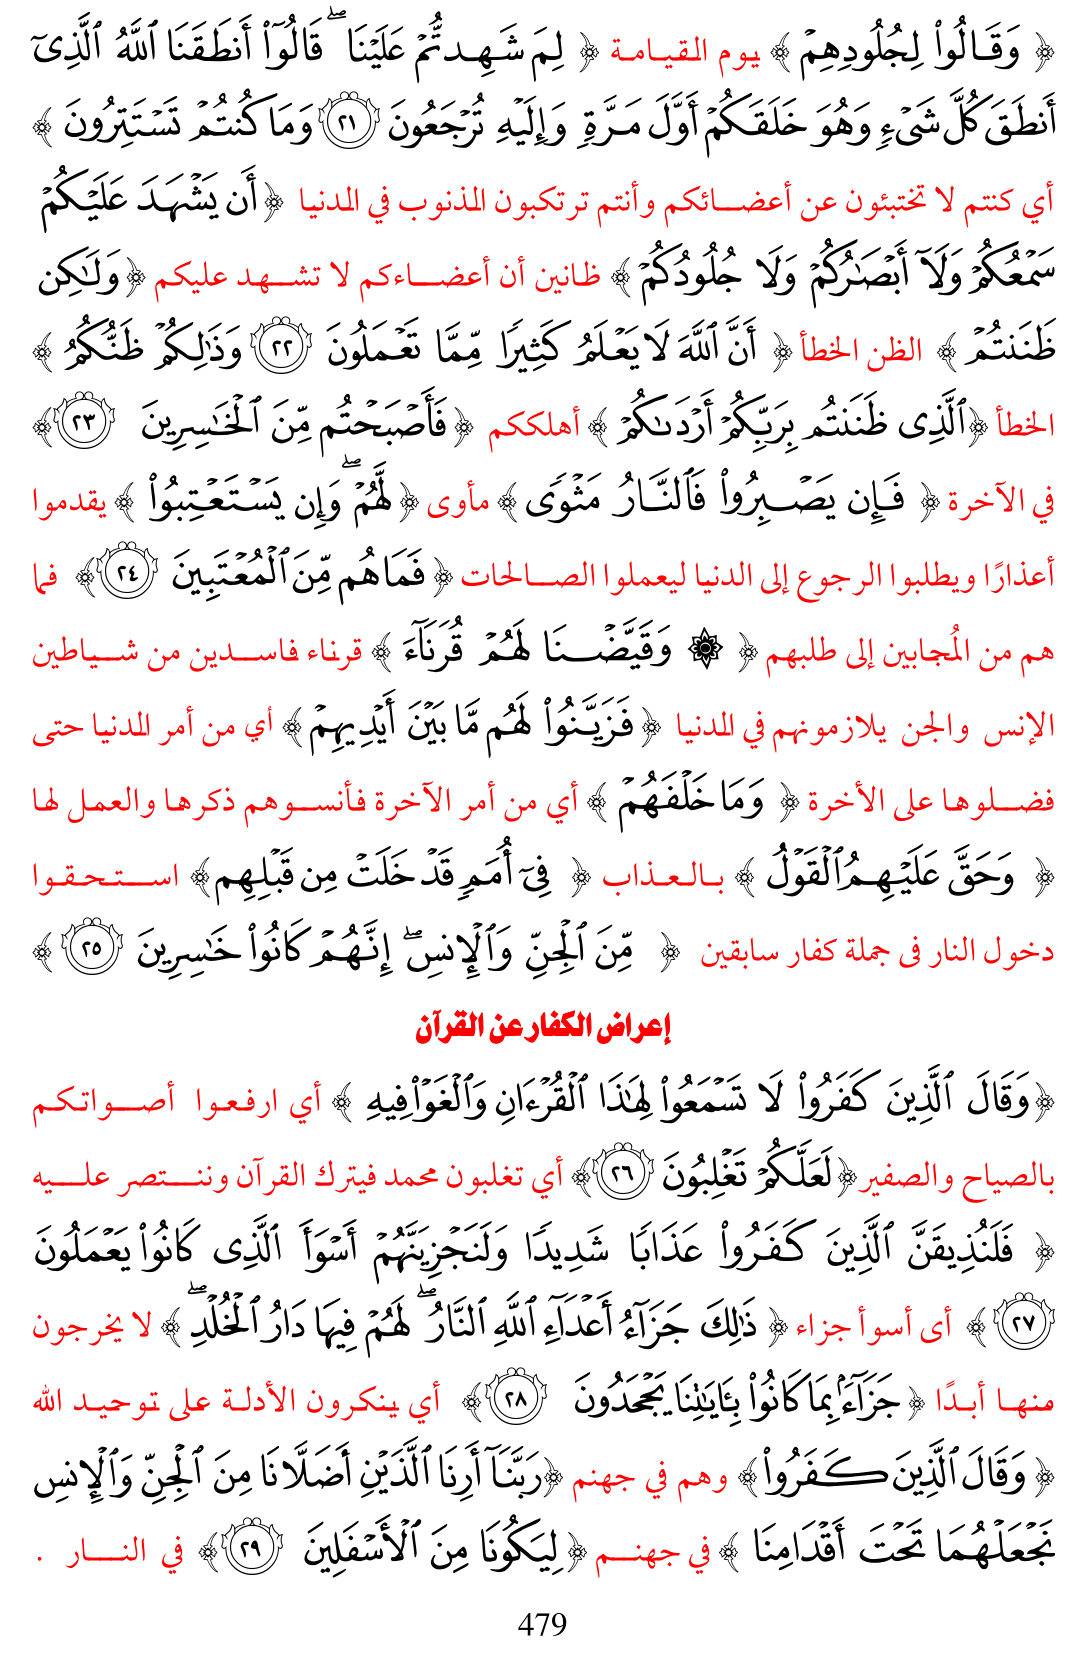 ﴿ وَقَالُوا۟ لِجُلُودِهِمْ ﴾ يوم القيامة ﴿ لِمَ شَهِدتُّمْ عَلَيْنَا ۖ قَالُوٓا۟ أَنطَقَنَا ٱللَّهُ ٱلَّذِىٓ
أَنطَقَ كُلَّ شَىْءٍ وَهُوَ خَلَقَكُمْ أَوَّلَ مَرَّةٍ وَإِلَيْهِ تُرْجَعُونَ ٢١ وَمَا كُنتُمْ تَسْتَتِرُونَ ﴾
أي كنتم لا تختبئون عن أعضائكم وأنتم ترتكبون الذنوب في الدنيا ﴿ أَن يَشْهَدَ عَلَيْكُمْ
سَمْعُكُمْ وَلَآ أَبْصَٰرُكُمْ وَلَا جُلُودُكُمْ ﴾ ظانين أن أعضاءكم لا تشهد عليكم ﴿ وَلَٰكِن
ظَنَنتُمْ ﴾ الظن الخطأ ﴿ أَنَّ ٱللَّهَ لَا يَعْلَمُ كَثِيرًا مِّمَّا تَعْمَلُونَ ٢٢ وَذَٰلِكُمْ ظَنُّكُمُ ﴾
الخطأ ﴿ ٱلَّذِى ظَنَنتُم بِرَبِّكُمْ أَرْدَىٰكُمْ ﴾ أهلككم ﴿ فَأَصْبَحْتُم مِّنَ ٱلْخَٰسِرِينَ ٢٣ ﴾
في الآخرة ﴿ فَإِن يَصْبِرُوا۟ فَٱلنَّارُ مَثْوًى ﴾ مأوى ﴿ لَّهُمْ ۖ وَإِن يَسْتَعْتِبُوا۟ ﴾ يقدموا
أعذارًا ويطلبوا الرجوع إلى الدنيا ليعملوا الصالحات ﴿ فَمَا هُم مِّنَ ٱلْمُعْتَبِينَ ٢٤ ﴾ فما
هم من المُجابين إلى طلبهم ﴿ ۞ وَقَيَّضْنَا لَهُمْ قُرَنَآءَ ﴾ قرناء فاسدين من شياطين
الإنس والجن يلازمونهم في الدنيا ﴿ فَزَيَّنُوا۟ لَهُم مَّا بَيْنَ أَيْدِيهِمْ ﴾ أي من أمر الدنيا حتى
فضلوها على الأخرة ﴿ وَمَا خَلْفَهُمْ ﴾ أي من أمر الآخرة فأنسوهم ذكرها والعمل لها
﴿ وَحَقَّ عَلَيْهِمُ ٱلْقَوْلُ ﴾ بالعذاب ﴿ فِىٓ أُمَمٍ قَدْ خَلَتْ مِن قَبْلِهِم ﴾ استحقوا
دخول النار فى جملة كفار سابقين ﴿ مِّنَ ٱلْجِنِّ وَٱلْإِنسِ ۖ إِنَّهُمْ كَانُوا۟ خَٰسِرِينَ ٢٥ ﴾
إعراض الكفار عن القرآن
﴿ وَقَالَ ٱلَّذِينَ كَفَرُوا۟ لَا تَسْمَعُوا۟ لِهَٰذَا ٱلْقُرْءَانِ وَٱلْغَوْا۟ فِيهِ ﴾ أي ارفعوا أصواتكم
بالصياح والصفير ﴿ لَعَلَّكُمْ تَغْلِبُونَ ٢٦ ﴾ أي تغلبون محمد فيترك القرآن وننتصر عليه
﴿ فَلَنُذِيقَنَّ ٱلَّذِينَ كَفَرُوا۟ عَذَابًا شَدِيدًا وَلَنَجْزِيَنَّهُمْ أَسْوَأَ ٱلَّذِى كَانُوا۟ يَعْمَلُونَ
٢٧ ﴾ أى أسوأ جزاء ﴿ ذَٰلِكَ جَزَآءُ أَعْدَآءِ ٱللَّهِ ٱلنَّارُ ۖ لَهُمْ فِيهَا دَارُ ٱلْخُلْدِ ۖ ﴾ لا يخرجون
منها أبدًا ﴿ جَزَآءًۢ بِمَا كَانُوا۟ بِـَٔايَٰتِنَا يَجْحَدُونَ ٢٨ ﴾ أي ينكرون الأدلة على توحيد الله
﴿ وَقَالَ ٱلَّذِينَ كَفَرُوا۟ ﴾ وهم في جهنم ﴿ رَبَّنَآ أَرِنَا ٱلَّذَيْنِ أَضَلَّانَا مِنَ ٱلْجِنِّ وَٱلْإِنسِ
نَجْعَلْهُمَا تَحْتَ أَقْدَامِنَا ﴾ في جهنم ﴿ لِيَكُونَا مِنَ ٱلْأَسْفَلِينَ ٢٩ ﴾ في النار .
479